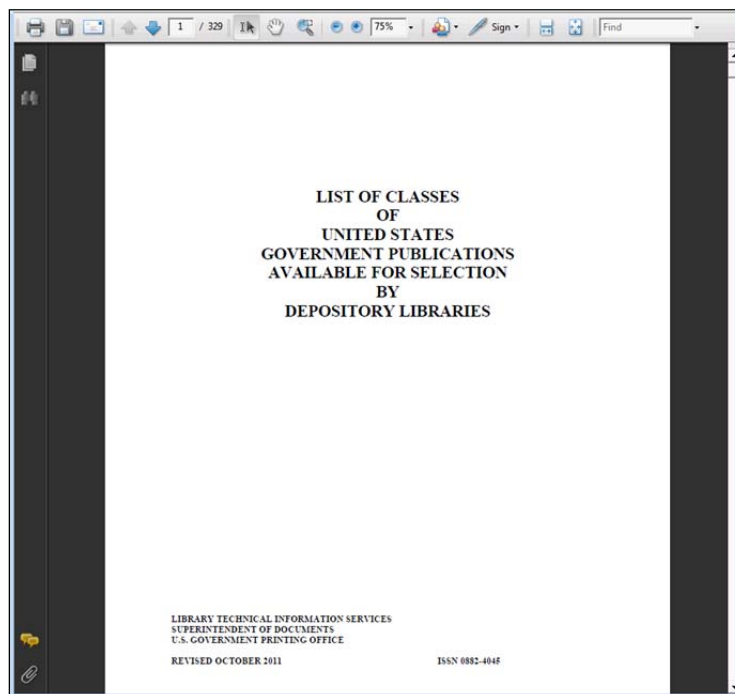 1 / 329 75% Sign Find
LIST OF CLASSES
OF
UNITED STATES
GOVERNMENT PUBLICATIONS
AVAILABLE FOR SELECTION
BY
DEPOSITORY LIBRARIES
LIBRARY TECHNICAL INFORMATION SERVICES
SUPERINTENDENT OF DOCUMENTS
U.S. GOVERNMENT PRINTING OFFICE
REVISED OCTOBER 2011 ISSN 0882-4045